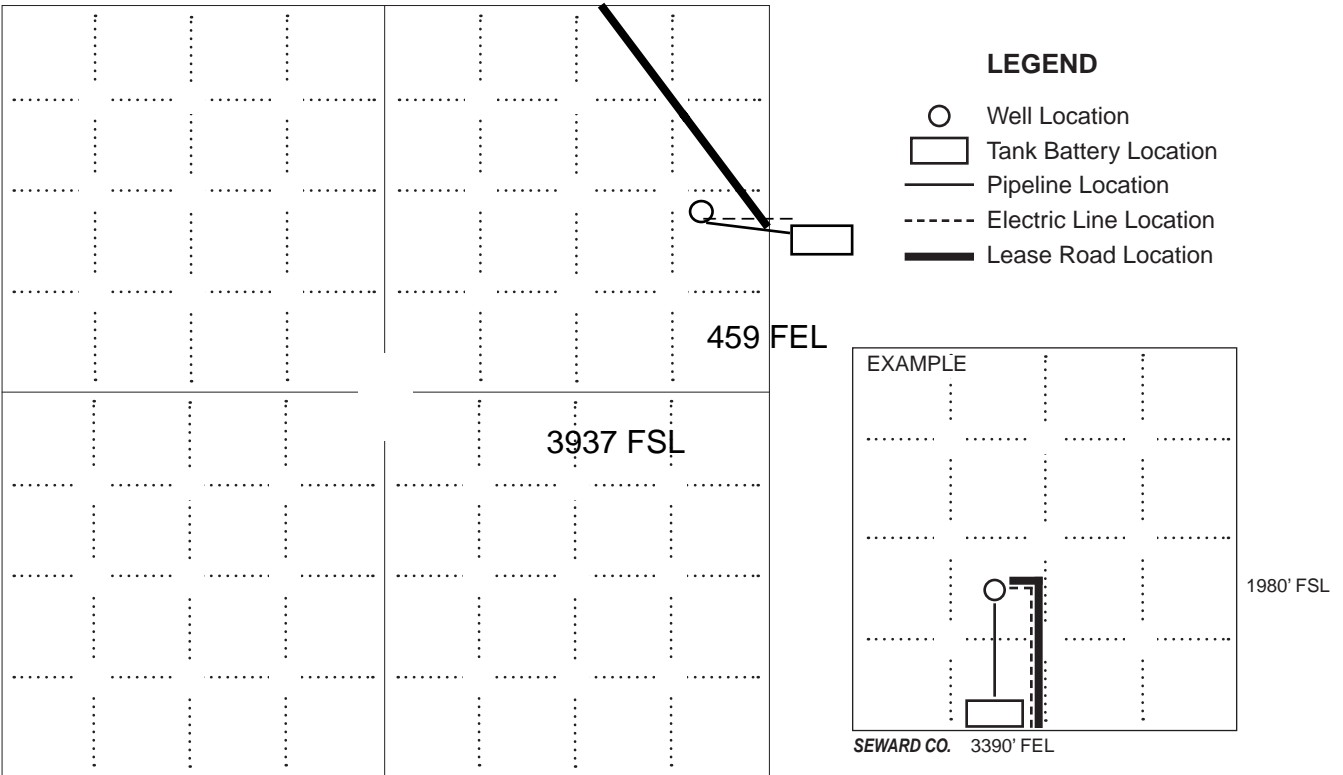 LEGEND
Well Location
Tank Battery Location
Pipeline Location
Electric Line Location
Lease Road Location
459 FEL
3937 FSL
EXAMPLE
1980' FSL
SEWARD CO. 3390' FEL